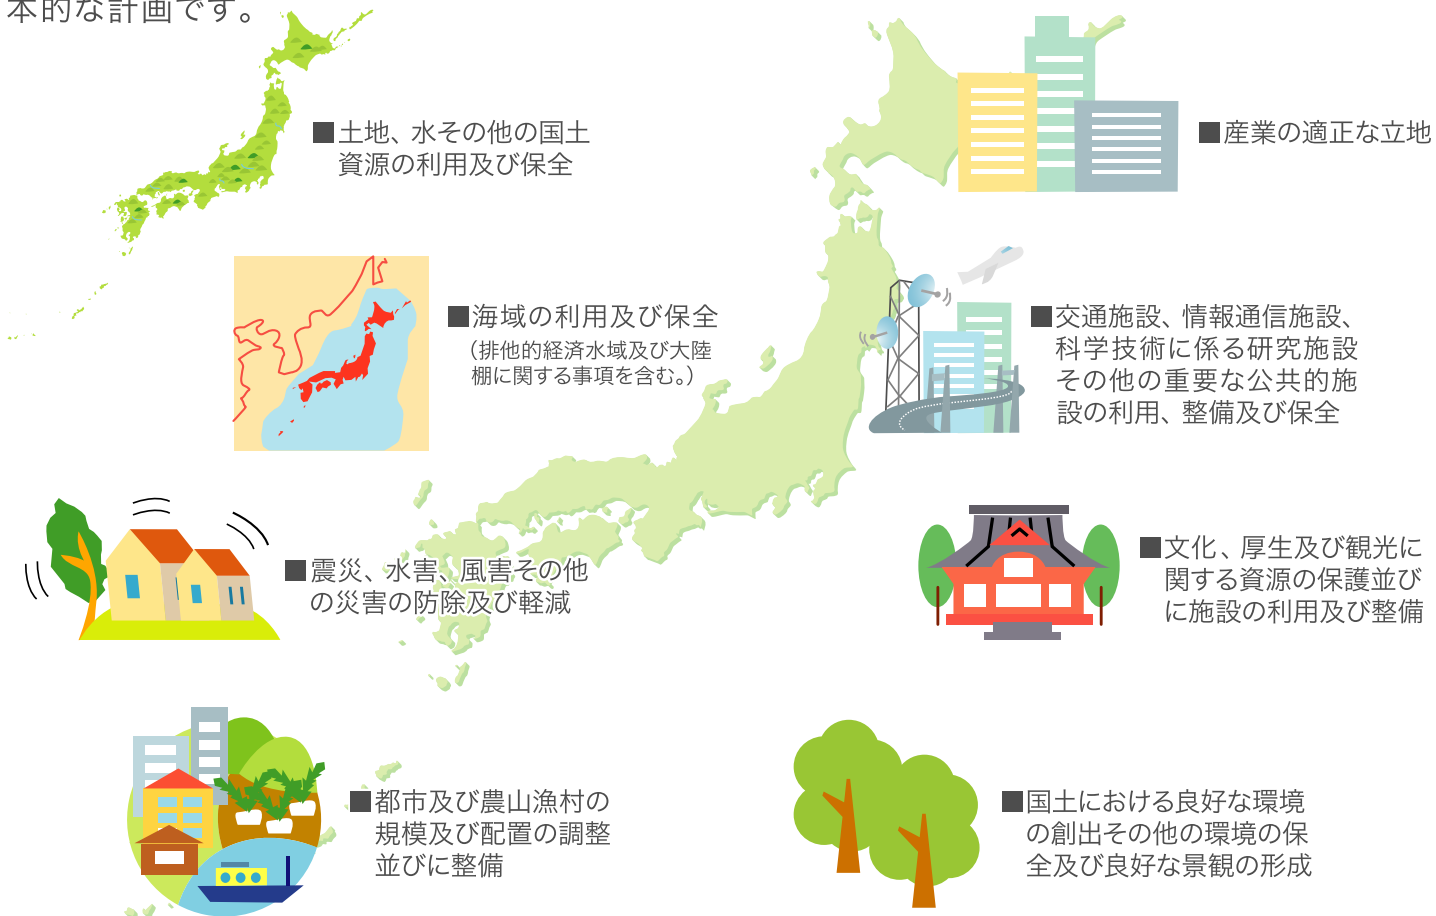 本的な計画です。
■土地、水その他の国土
資源の利用及び保全
■産業の適正な立地
■海域の利用及び保全
（排他的経済水域及び大陸
棚に関する事項を含む。）
■交通施設、情報通信施設、
科学技術に係る研究施設
その他の重要な公共的施
設の利用、整備及び保全
■震災、水害、風害その他
の災害の防除及び軽減
■文化、厚生及び観光に
関する資源の保護並び
に施設の利用及び整備
■都市及び農山漁村の
規模及び配置の調整
並びに整備
■国土における良好な環境
の創出その他の環境の保
全及び良好な景観の形成